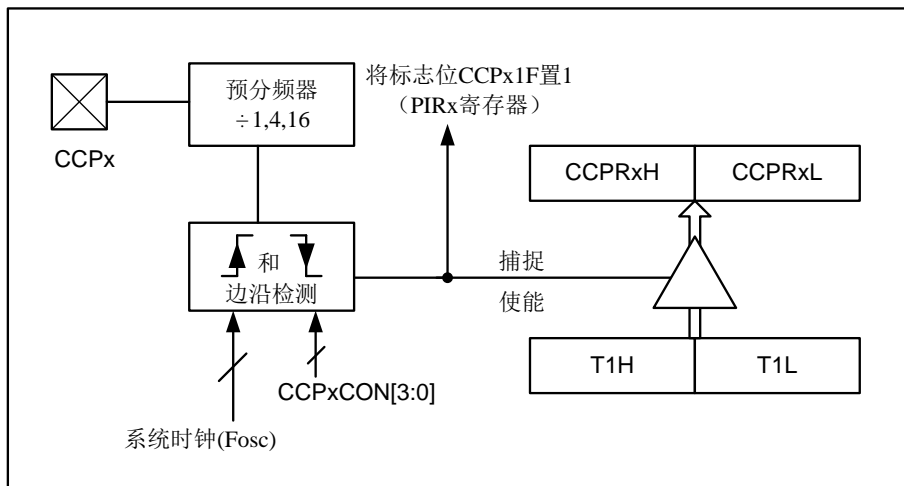 预分频器
÷1,4,16
CCPx
将标志位CCPx1F置1
（PIRx寄存器）
CCPRxH
CCPRxL
和
边沿检测
捕捉
使能
CCPxCON[3:0]
系统时钟(Fosc)
T1H
T1L